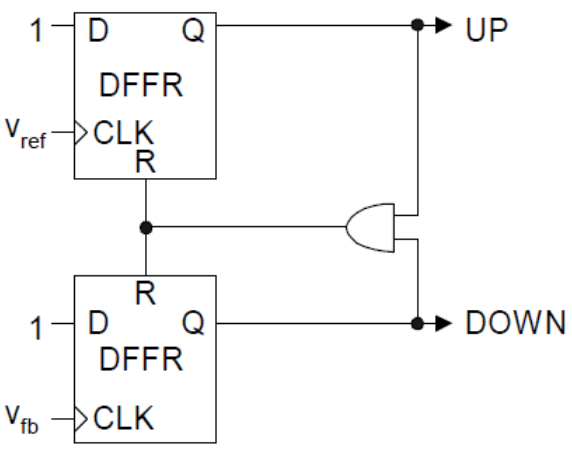 1 D Q UP
DFFR
Vref CLK
R
R
1 D Q DOWN
DFFR
Vfb CLK